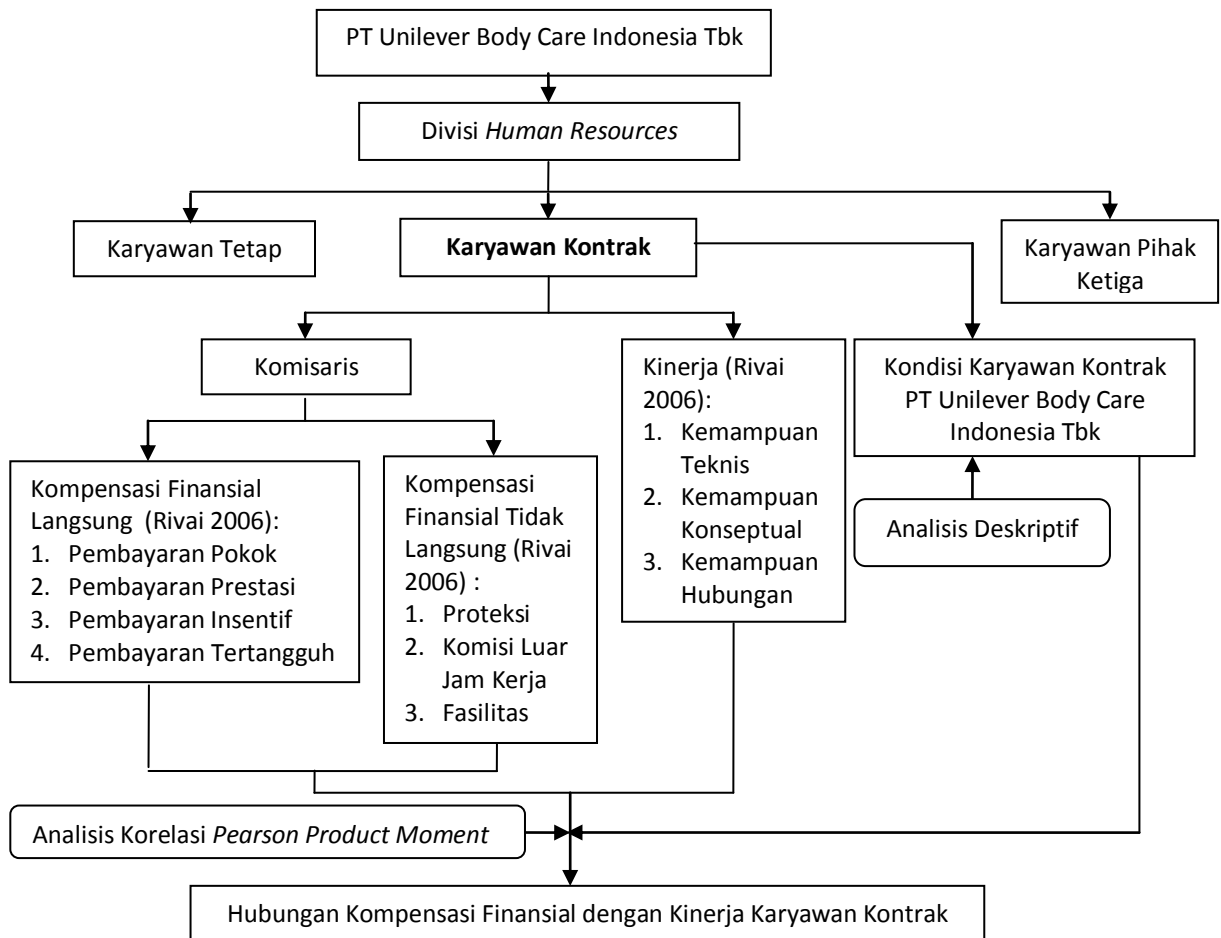 PT Unilever Body Care Indonesia Tbk
Divisi Human Resources
Karyawan Tetap
Karyawan Kontrak
Karyawan Pihak
Ketiga
Komisaris
Kinerja (Rivai
2006):
1. Kemampuan
Teknis
2. Kemampuan
Konseptual
3. Kemampuan
Hubungan
Kondisi Karyawan Kontrak
PT Unilever Body Care
Indonesia Tbk
Kompensasi Finansial
Langsung (Rivai 2006):
1. Pembayaran Pokok
2. Pembayaran Prestasi
3. Pembayaran Insentif
4. Pembayaran Tertangguh
Kompensasi
Finansial Tidak
Langsung (Rivai
2006) :
1. Proteksi
2. Komisi Luar
Jam Kerja
3. Fasilitas
Analisis Deskriptif
Analisis Korelasi Pearson Product Moment
Hubungan Kompensasi Finansial dengan Kinerja Karyawan Kontrak